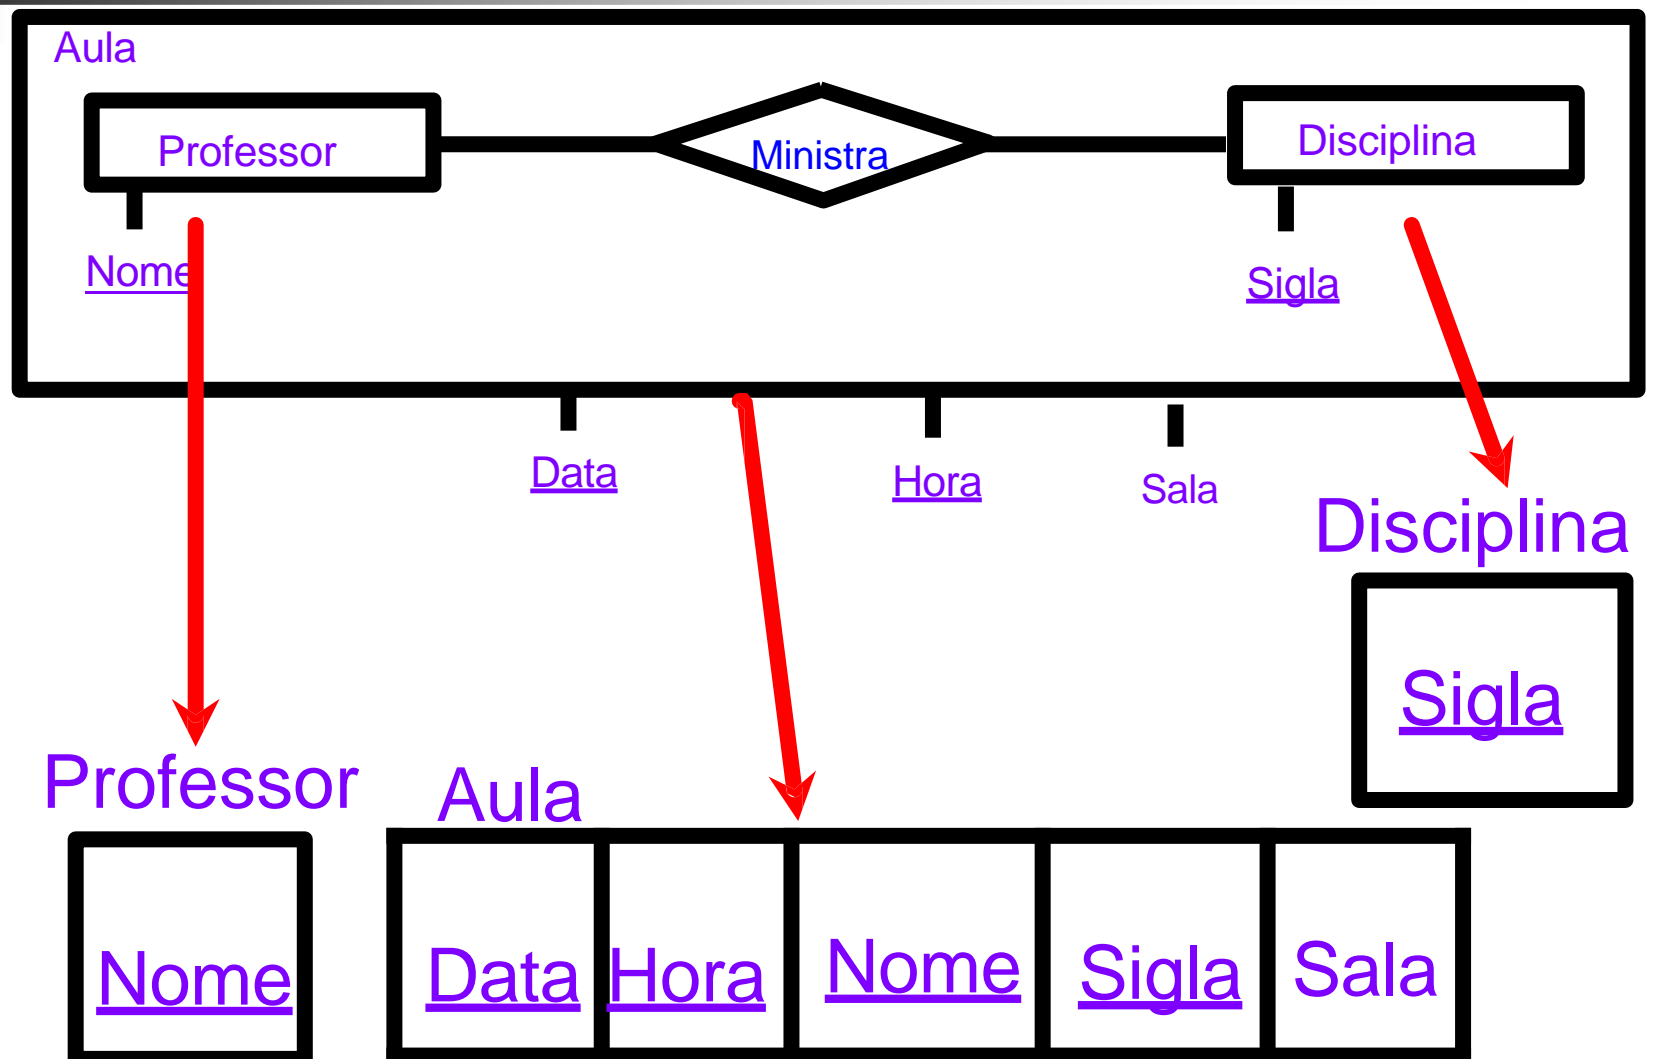 Aula
Professor
Ministra
Disciplina
Nome
Sigla
Data
Hora
Sala
Disciplina
Sigla
Professor
Aula
Nome
Data
Hora
Nome
Sigla
Sala